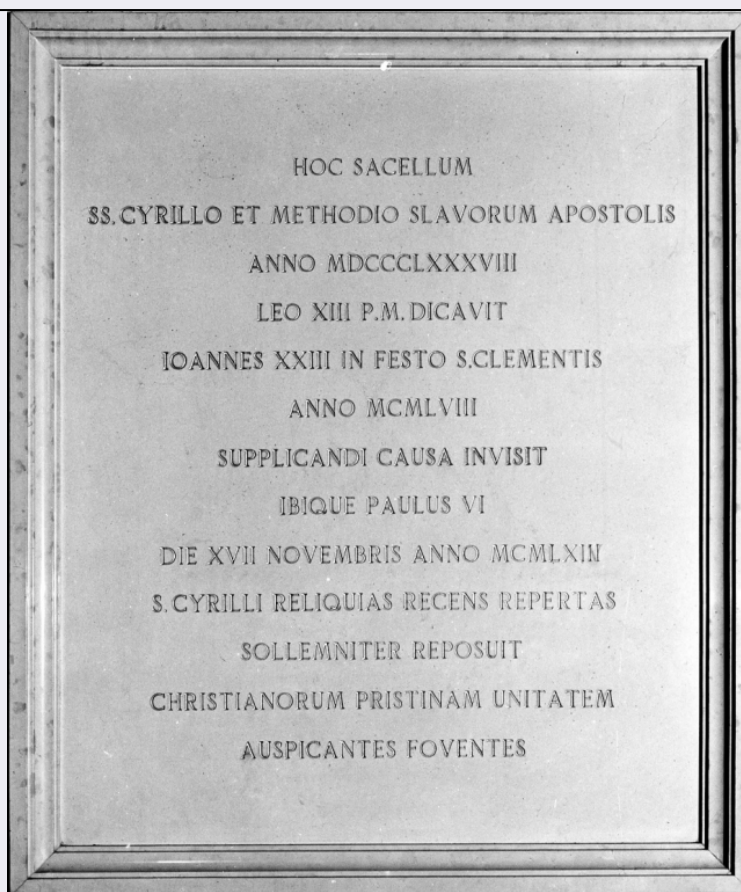 HOC SACELLUM
SS. CYRILLO ET METHODIO SLAVORUM APOSTOLIS
ANNO MDCCCLXXXVIII
LEO XIII P.M. DICAVIT
IOANNES XXIII IN FESTO S.CLEMENTIS
ANNO MCMLVIII
SUPPLICANDI CAUSA INVISIT
IBIQUE PAULUS VI
DIE XVII NOVEMBRIS ANNO MCMLXIII
S. CYRILLI RELIQUIAS RECENS REPERTAS
SOLLEMNITER REPOSUIT
CHRISTIANORUM PRISTINAM UNITATEM
AUSPICANTES FOVENTES